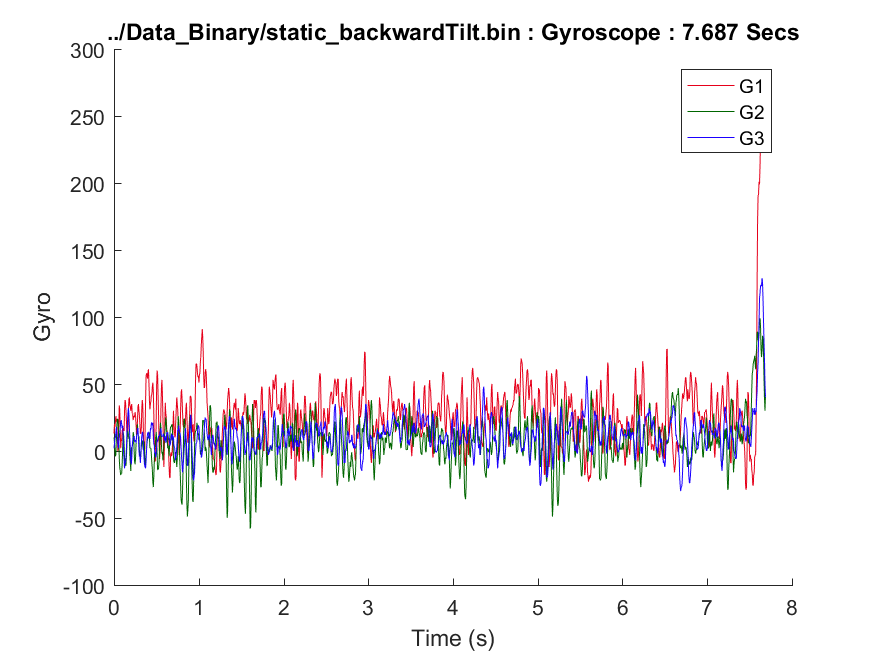 ../Data_Binary/static_backwardTilt.bin : Gyroscope : 7.687 Secs
300
250
200
150
100
50
0
-50
-100
Gyro
G1
G2
G3
0 1 2 3 4 5 6 7 8
Time (s)